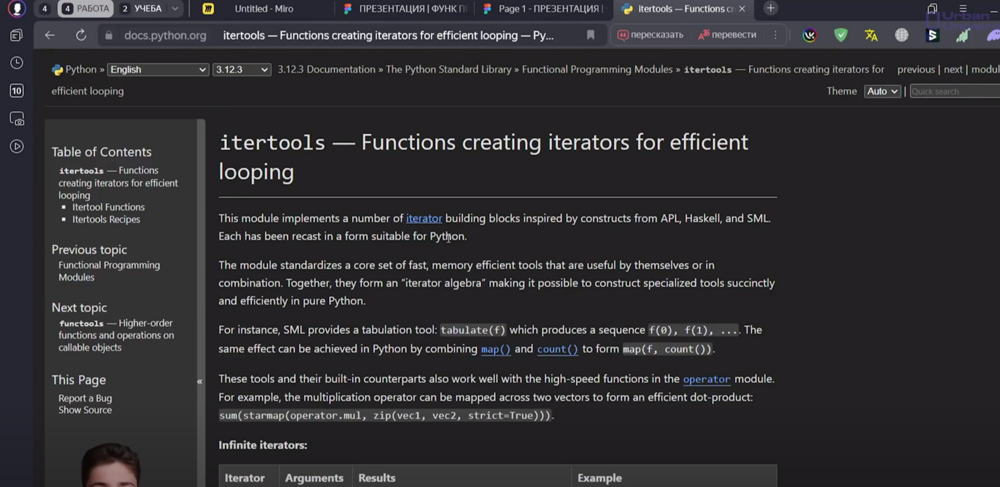 4
4 РАБОТА
2 УЧЕБА
Untitled - Miro
ПРЕЗЕНТАЦИЯ | ФУНК П
Page 1 - ПРЕЗЕНТАЦИЯ |
itertools — Functions cr
Urban
docs.python.org
itertools — Functions creating iterators for efficient looping — Py...
пересказать
перевести
10
Python » English 3.12.3 3.12.3 Documentation » The Python Standard Library » Functional Programming Modules » itertools — Functions creating iterators for
efficient looping
previous | next | modul
Theme Auto | Quick search
Table of Contents
itertools — Functions
creating iterators for efficient
looping
Itertool Functions
Itertools Recipes
Previous topic
Functional Programming
Modules
Next topic
functools — Higher-order
functions and operations on
callable objects
This Page
Report a Bug
Show Source
«
itertools — Functions creating iterators for efficient
looping
This module implements a number of iterator building blocks inspired by constructs from APL, Haskell, and SML.
Each has been recast in a form suitable for Python.
The module standardizes a core set of fast, memory efficient tools that are useful by themselves or in
combination. Together, they form an “iterator algebra” making it possible to construct specialized tools succinctly
and efficiently in pure Python.
For instance, SML provides a tabulation tool: tabulate(f) which produces a sequence f(0), f(1), .... The
same effect can be achieved in Python by combining map() and count() to form map(f, count()).
These tools and their built-in counterparts also work well with the high-speed functions in the operator module.
For example, the multiplication operator can be mapped across two vectors to form an efficient dot-product:
sum(starmap(operator.mul, zip(vec1, vec2, strict=True))).
Infinite iterators:
Iterator Arguments Results Example